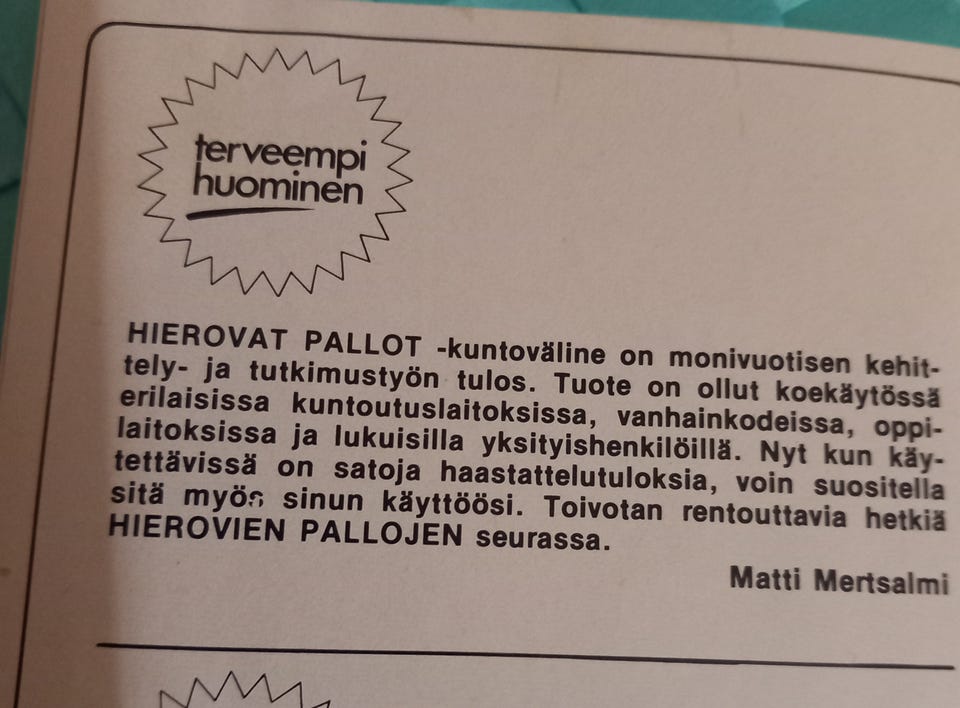 terveempi
huominen
HIEROVAT PALLOT -kuntoväline on monivuotisen kehit-
tely- ja tutkimustyön tulos. Tuote on ollut koekäytössä
erilaisissa kuntoutuslaitoksissa, vanhainkodeissa, oppi-
laitoksissa ja lukuisilla yksityishenkilöillä. Nyt kun käy-
tettävissä on satoja haastattelutuloksia, voin suositella
sitä myös sinun käyttöösi. Toivotan rentouttavia hetkiä
HIEROVIEN PALLOJEN seurassa.
Matti Mertsalmi